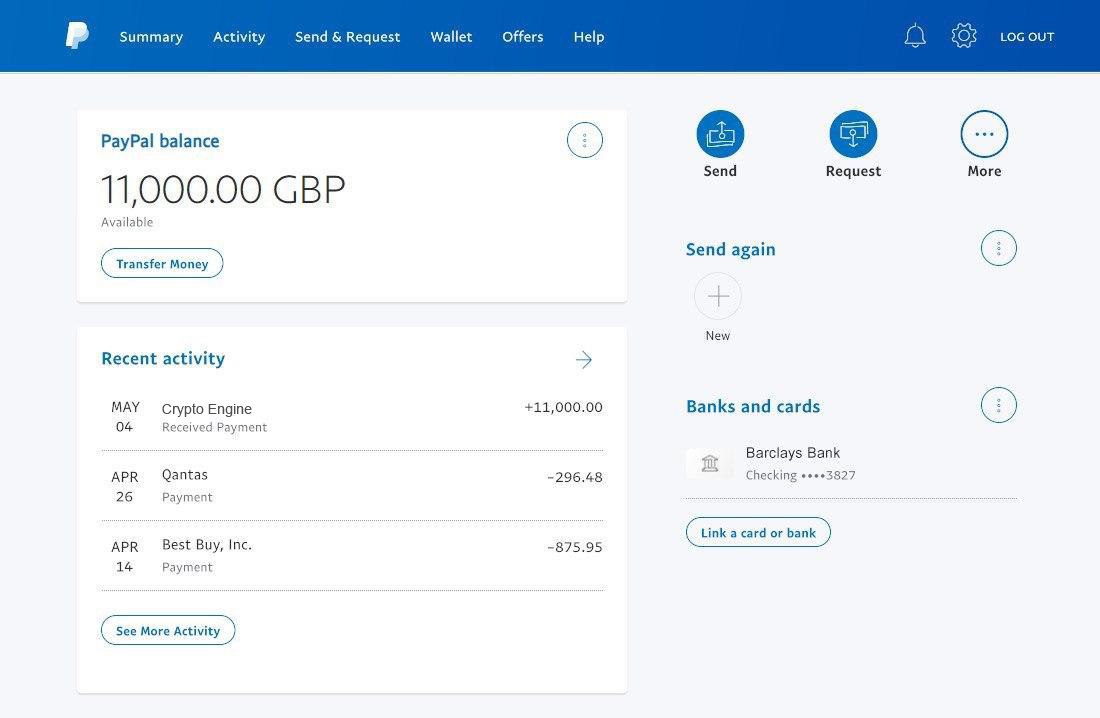 Summary Activity Send & Request Wallet Offers Help LOG OUT
PayPal balance
11,000.00 GBP
Available
Transfer Money
Recent activity
MAY 04 Crypto Engine +11,000.00
Received Payment
APR 26 Qantas -296.48
Payment
APR 14 Best Buy, Inc. -875.95
Payment
See More Activity
Send Request More
Send again
New
Banks and cards
Barclays Bank
Checking ••••3827
Link a card or bank